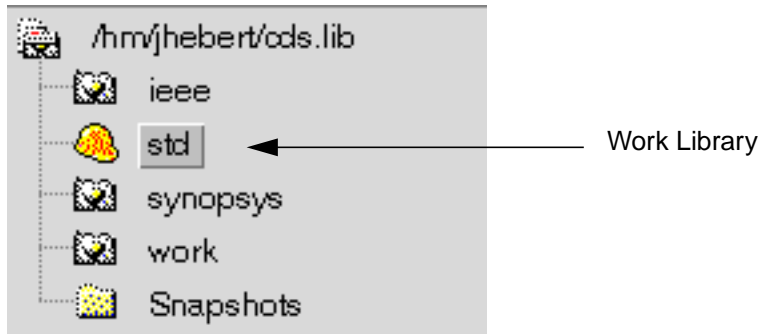 /hm/jhebert/cds.lib
ieee
std
Work Library
synopsys
work
Snapshots